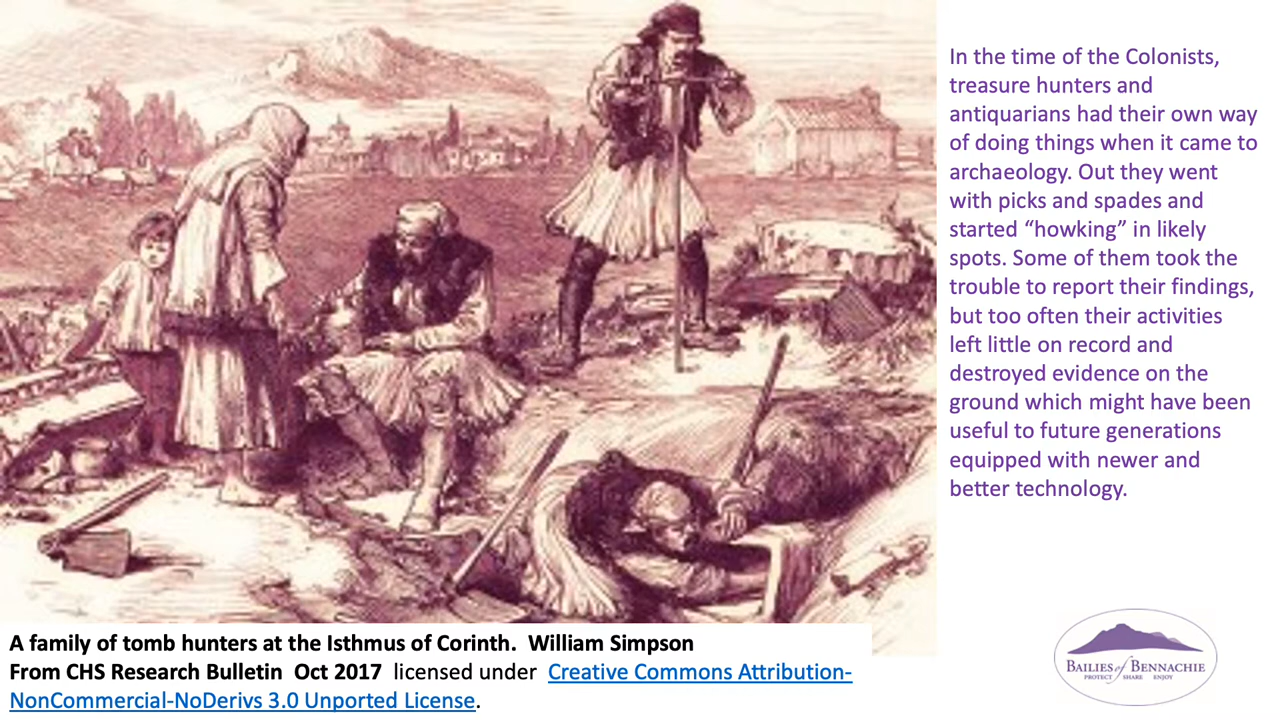 In the time of the Colonists,
treasure hunters and
antiquarians had their own way
of doing things when it came to
archaeology. Out they went
with picks and spades and
started “howking” in likely
spots. Some of them took the
trouble to report their findings,
but too often their activities
left little on record and
destroyed evidence on the
ground which might have been
useful to future generations
equipped with newer and
better technology.
A family of tomb hunters at the Isthmus of Corinth.  William Simpson
From CHS Research Bulletin  Oct 2017  licensed under  Creative Commons Attribution-
NonCommercial-NoDerivs 3.0 Unported License.
BAILIES of BENNACHIE
PROTECT SHARE ENJOY